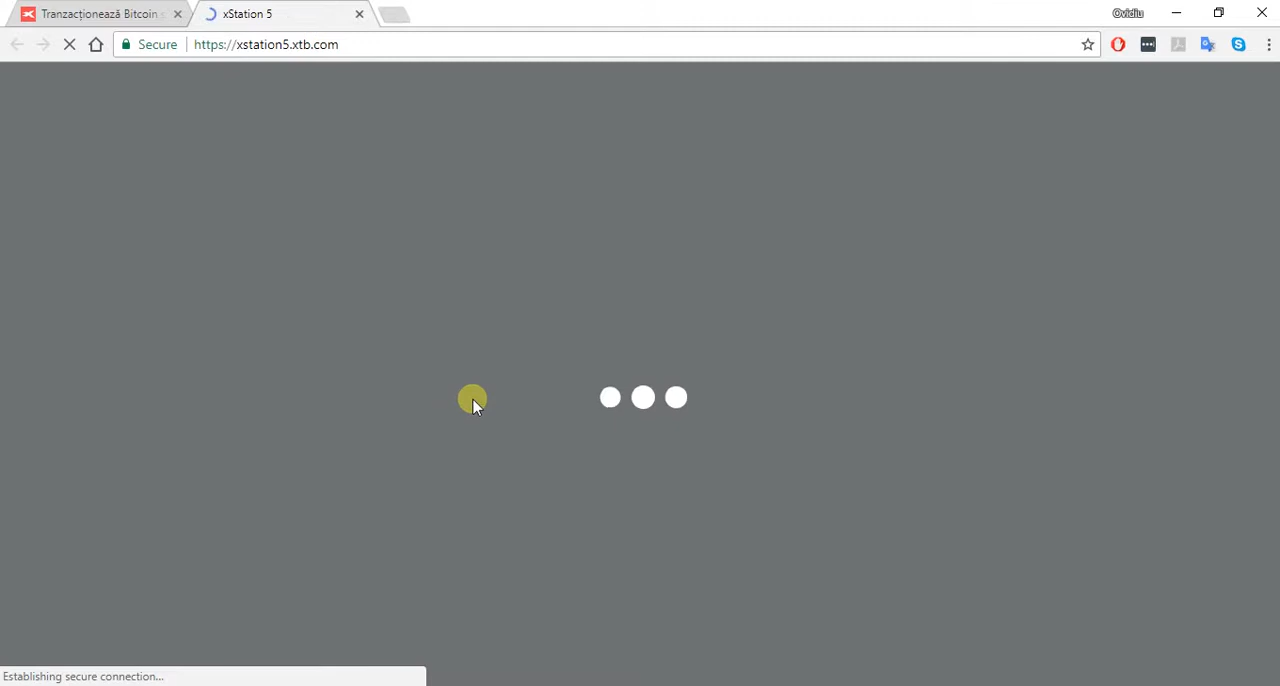 Tranzacționează Bitcoin
xStation 5
Ovidiu
Secure
https://xstation5.xtb.com
Establishing secure connection...